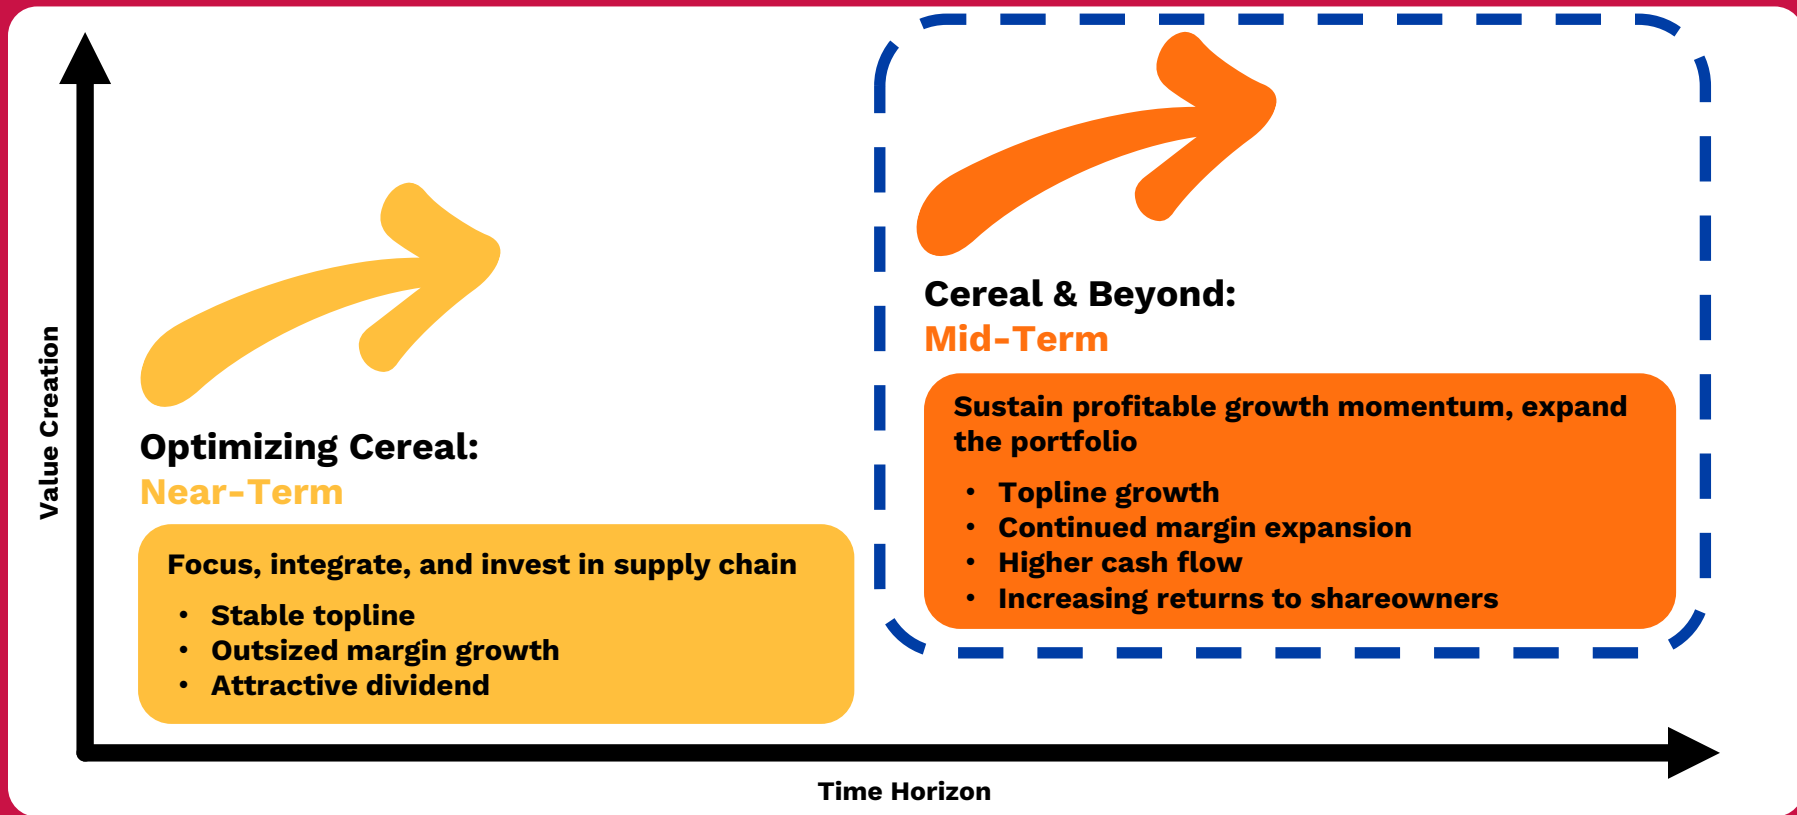 Value Creation
Optimizing Cereal:
Near-Term
Focus, integrate, and invest in supply chain
• Stable topline
• Outsized margin growth
• Attractive dividend
Cereal & Beyond:
Mid-Term
Sustain profitable growth momentum, expand
the portfolio
• Topline growth
• Continued margin expansion
• Higher cash flow
• Increasing returns to shareowners
Time Horizon